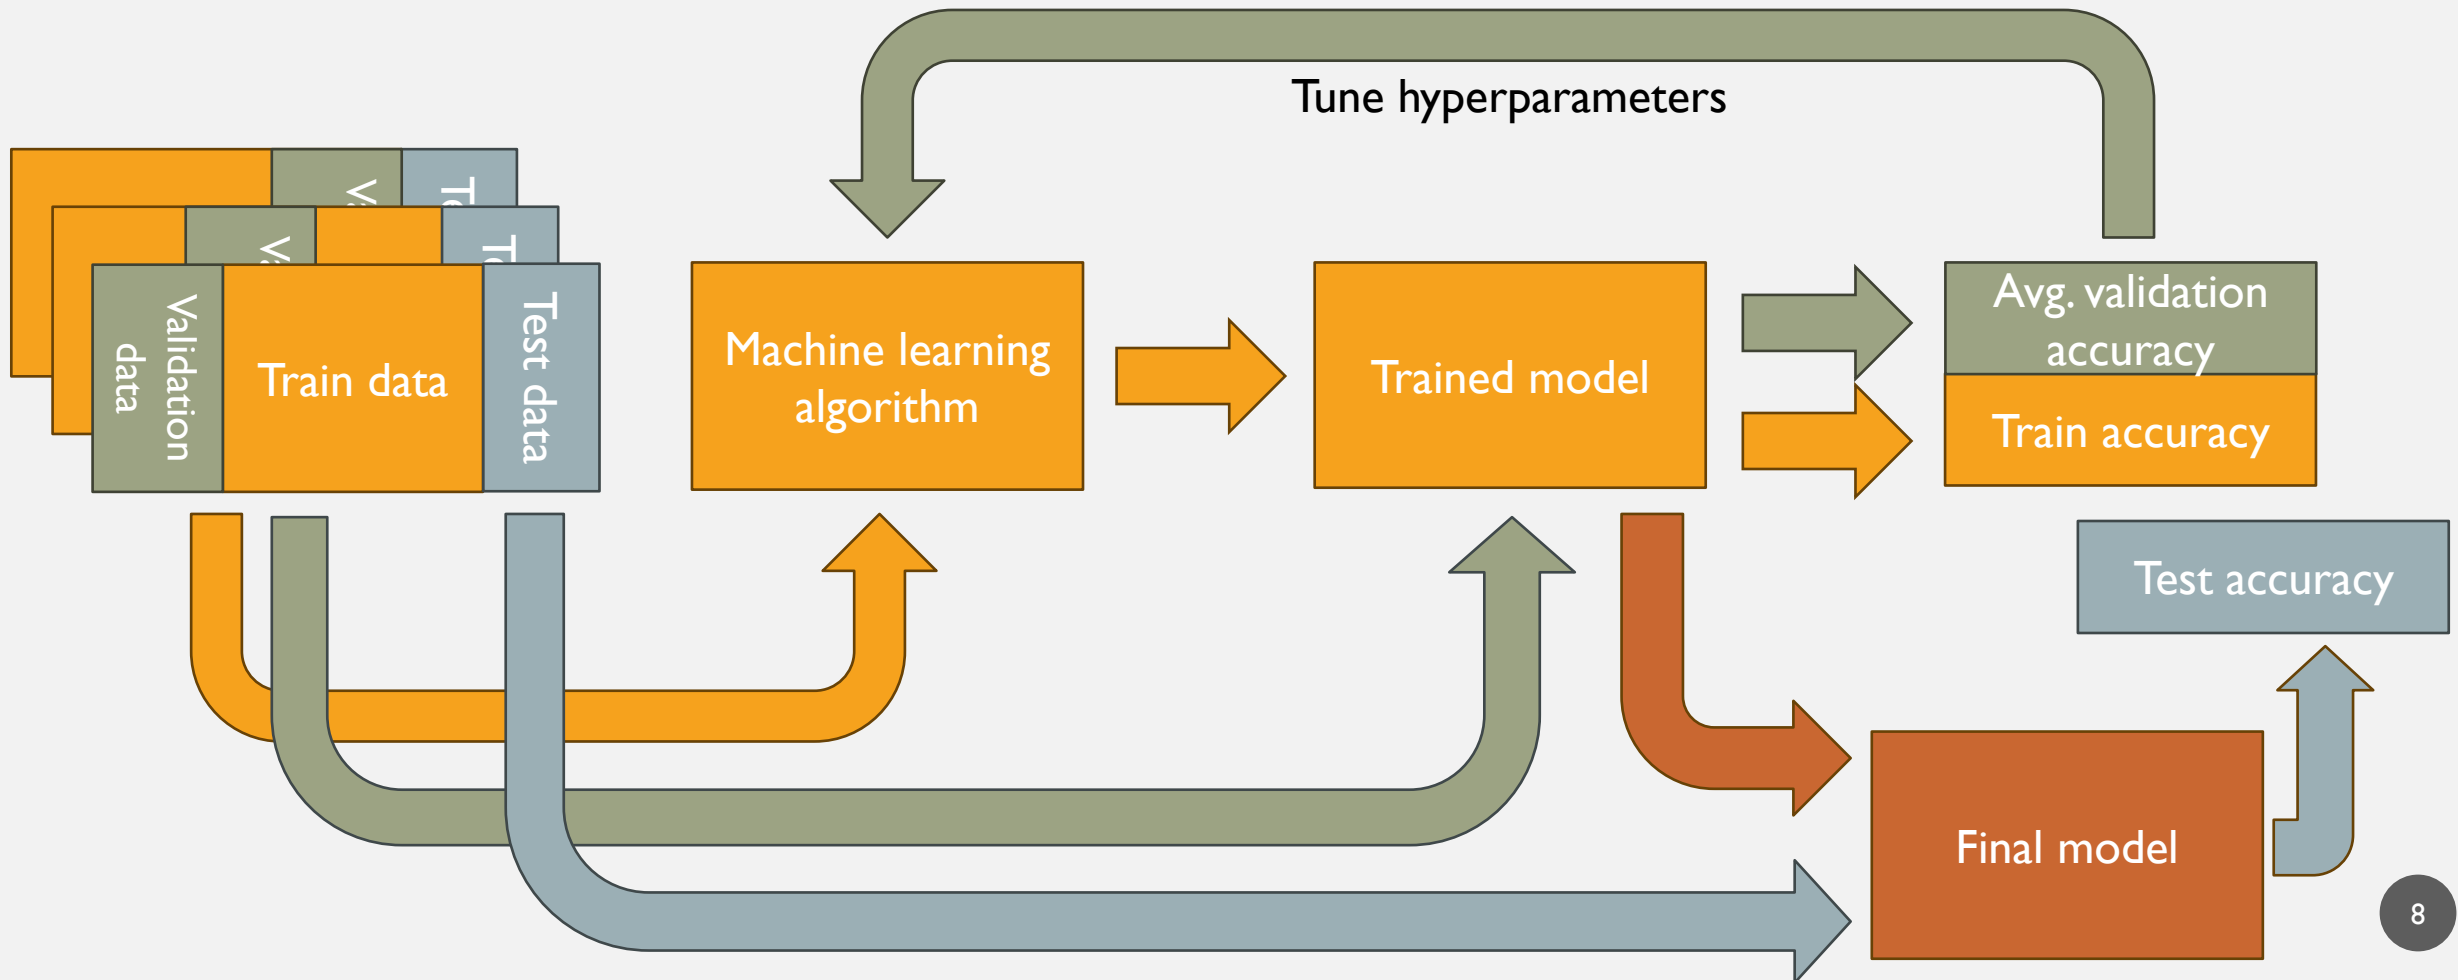 Tune hyperparameters
Validation
data
Train data
Test data
Machine learning
algorithm
Trained model
Avg. validation
accuracy
Train accuracy
Test accuracy
Final model
8